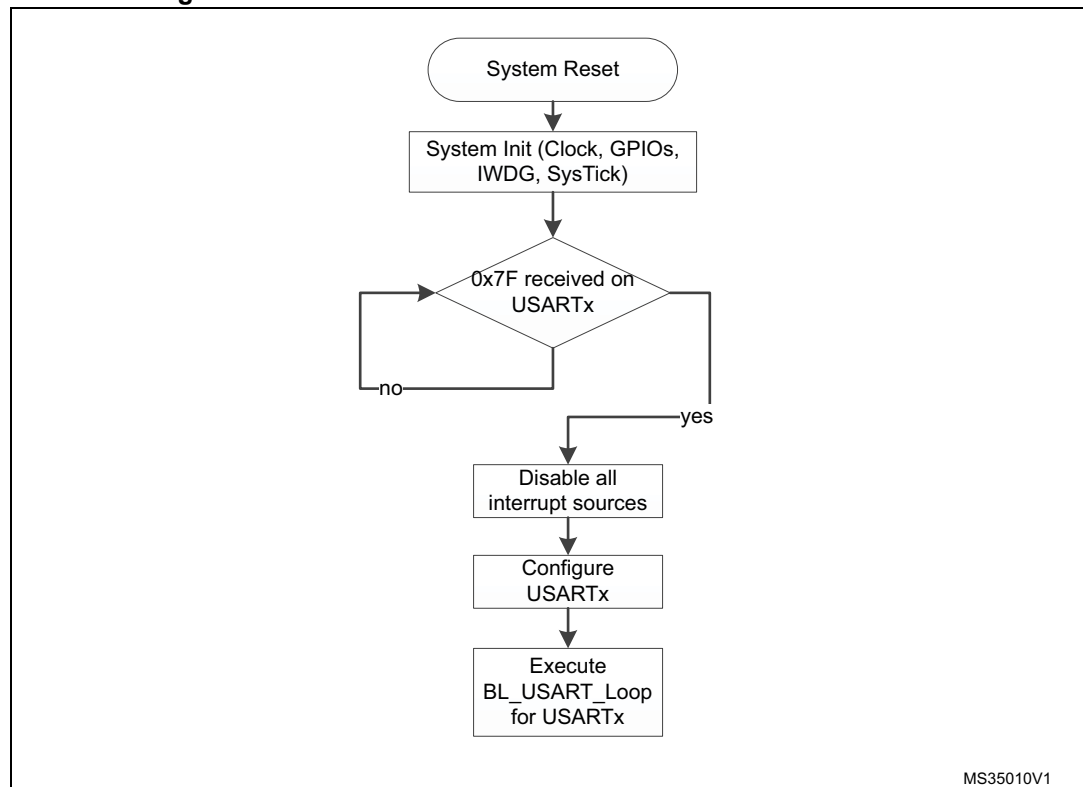 System Reset
System Init (Clock, GPIOs,
IWDG, SysTick)
0x7F received on
USARTx
no
yes
Disable all
interrupt sources
Configure
USARTx
Execute
BL_USART_Loop
for USARTx
MS35010V1